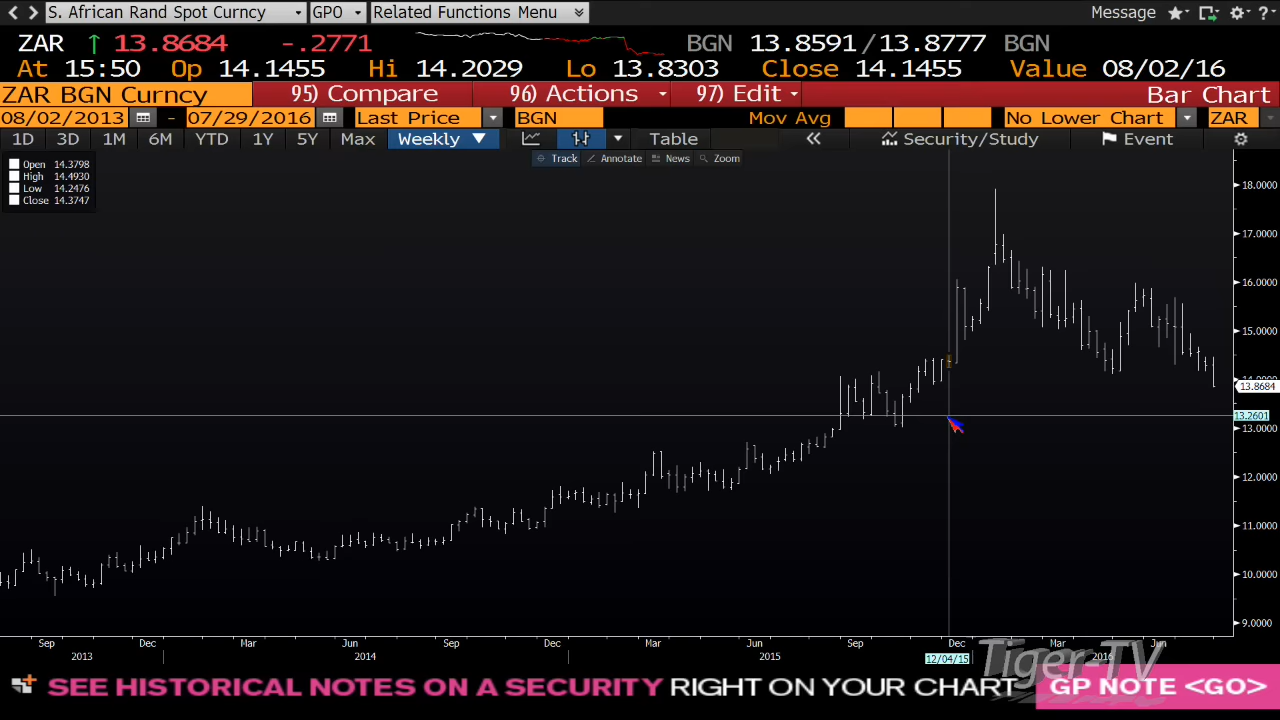 S. African Rand Spot Curncy GPO Related Functions Menu Message
ZAR ↑ 13.8684 -.2771 BGN 13.8591/13.8777 BGN
At 15:50 Op 14.1455 Hi 14.2029 Lo 13.8303 Close 14.1455 Value 08/02/16
ZAR BGN Curncy 95) Compare 96) Actions 97) Edit Bar Chart
08/02/2013 - 07/29/2016 Last Price BGN Mov Avg No Lower Chart ZAR
1D 3D 1M 6M YTD 1Y 5Y Max Weekly ▼ Table « Security/Study Event
Track Annotate News Zoom
Open 14.3798
High 14.4930
Low 14.2476
Close 14.3747
18.0000
17.0000
16.0000
15.0000
14.0000
13.8684
13.2601
13.0000
12.0000
11.0000
10.0000
9.0000
Sep Dec Mar Jun Sep Dec Mar Jun Sep Dec Mar Jun
2013 2014 2015 12/04/15 2016
Tiger-TV
SEE HISTORICAL NOTES ON A SECURITY RIGHT ON YOUR CHART GP NOTE <GO>